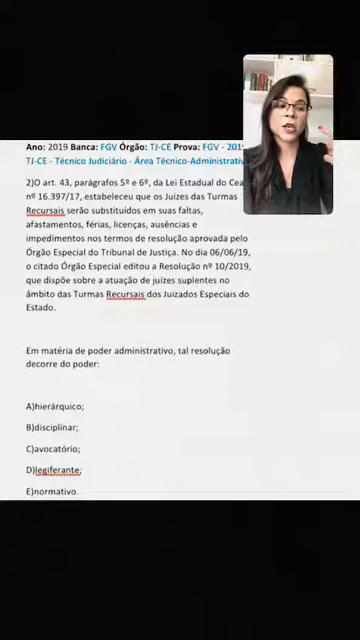 Ano: 2019 Banca: FGV Órgão: TJ-CE Prova: FGV - 201
TJ-CE - Técnico Judiciário - Área Técnico-Administrativ
2)O art. 43, parágrafos 5º e 6º, da Lei Estadual do Cea
nº 16.397/17, estabeleceu que os Juízes das Turmas
Recursais serão substituídos em suas faltas,
afastamentos, férias, licenças, ausências e
impedimentos nos termos de resolução aprovada pelo
Órgão Especial do Tribunal de Justiça. No dia 06/06/19,
o citado Órgão Especial editou a Resolução nº 10/2019,
que dispõe sobre a atuação de juízes suplentes no
âmbito das Turmas Recursais dos Juizados Especiais do
Estado.
Em matéria de poder administrativo, tal resolução
decorre do poder:
A)hierárquico;
B)disciplinar;
C)avocatório;
D)legiferante;
E)normativo.